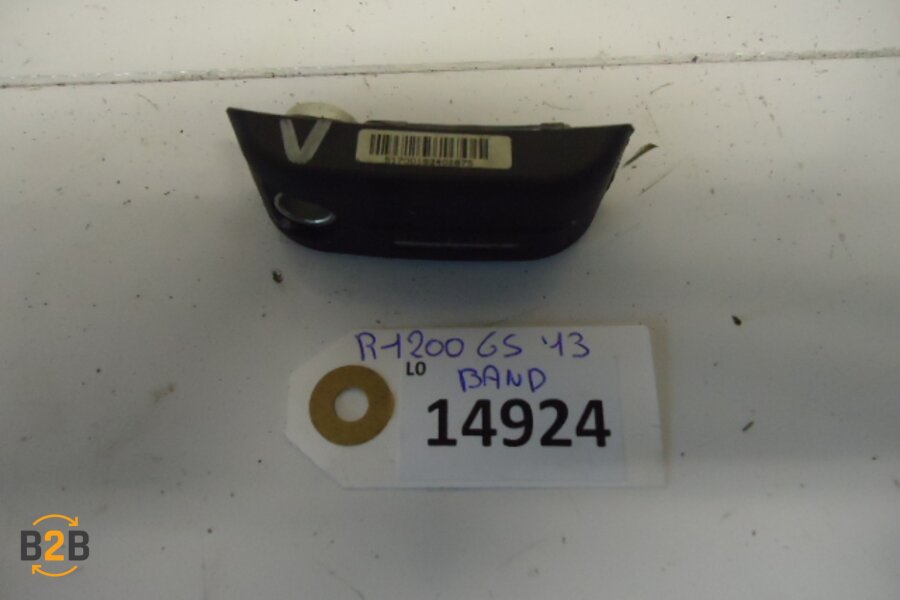 V
R1200 GS '13
LO
BAND
14924
B2B